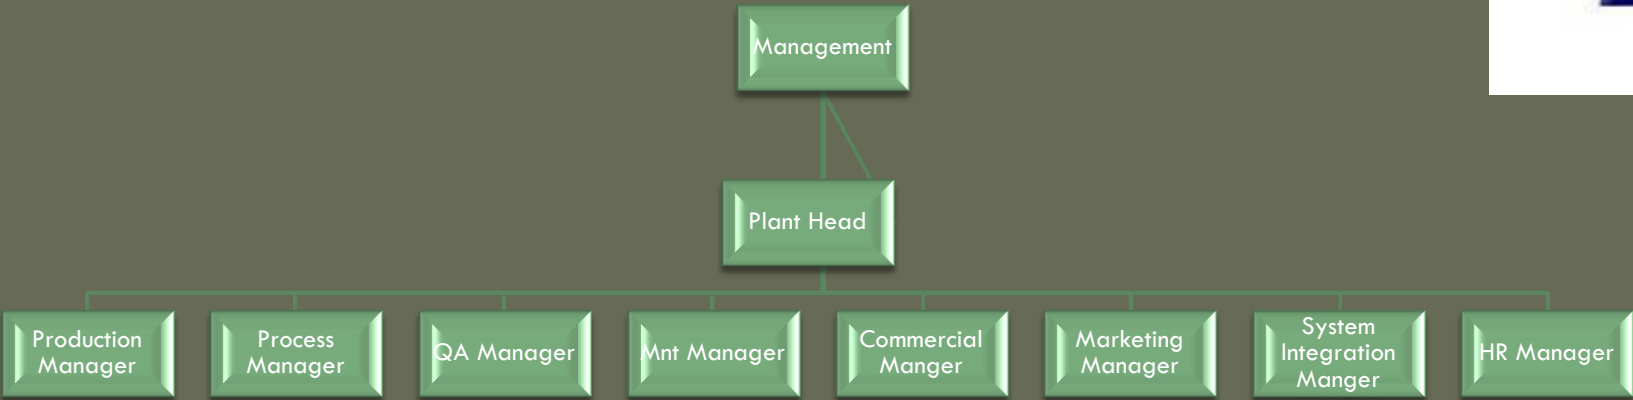 Management
Plant Head
Production
Manager
Process
Manager
QA Manager
Mnt Manager
Commercial
Manger
Marketing
Manager
System
Integration
Manger
HR Manager